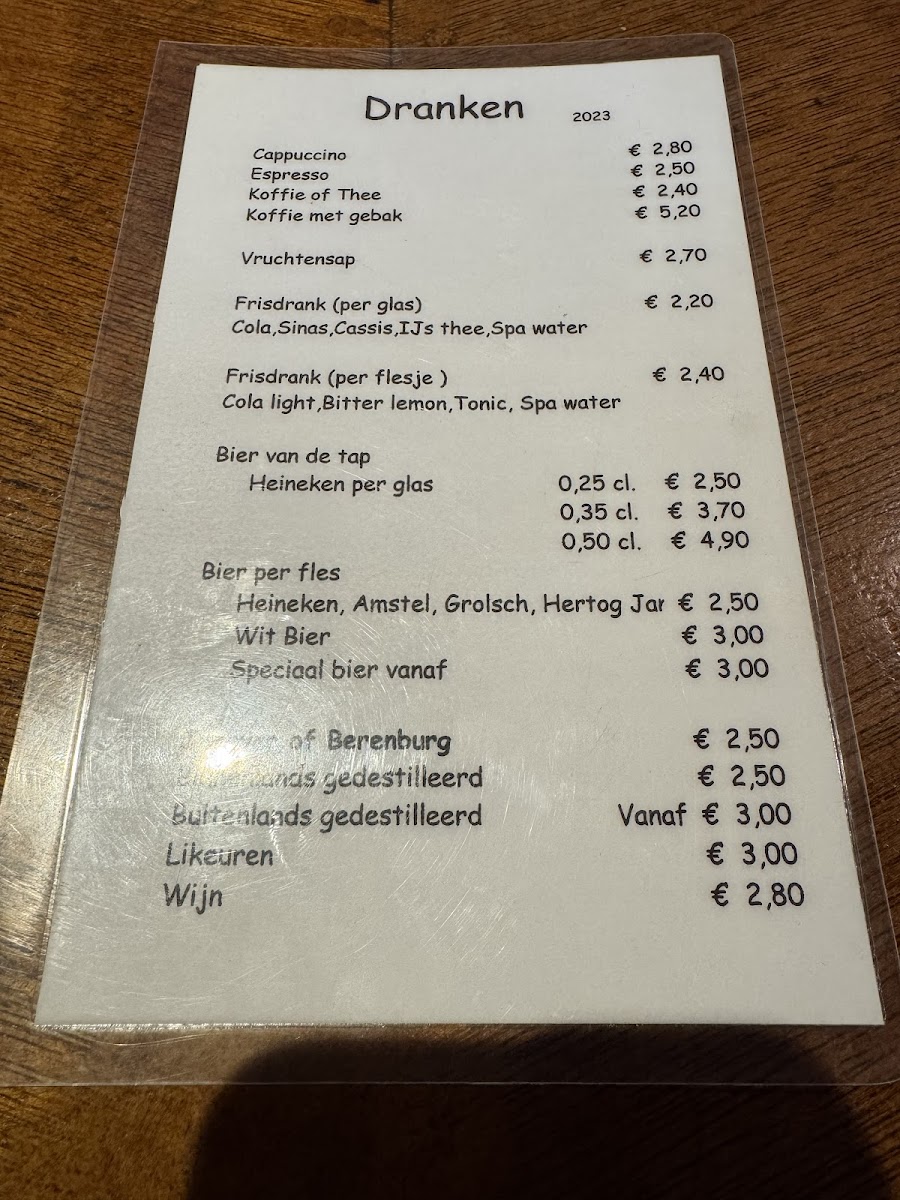 Dranken 2023
Cappuccino € 2,80
Espresso € 2,50
Koffie of Thee € 2,40
Koffie met gebak € 5,20
Vruchtensap € 2,70
Frisdrank (per glas) € 2,20
Cola,Sinas,Cassis,IJs thee,Spa water
Frisdrank (per flesje ) € 2,40
Cola light,Bitter lemon,Tonic, Spa water
Bier van de tap
Heineken per glas 0,25 cl. € 2,50
0,35 cl. € 3,70
0,50 cl. € 4,90
Bier per fles
Heineken, Amstel, Grolsch, Hertog Jar € 2,50
Wit Bier € 3,00
Speciaal bier vanaf € 3,00
of Berenburg € 2,50
gedestilleerd € 2,50
Buitenlands gedestilleerd Vanaf € 3,00
Likeuren € 3,00
Wijn € 2,80